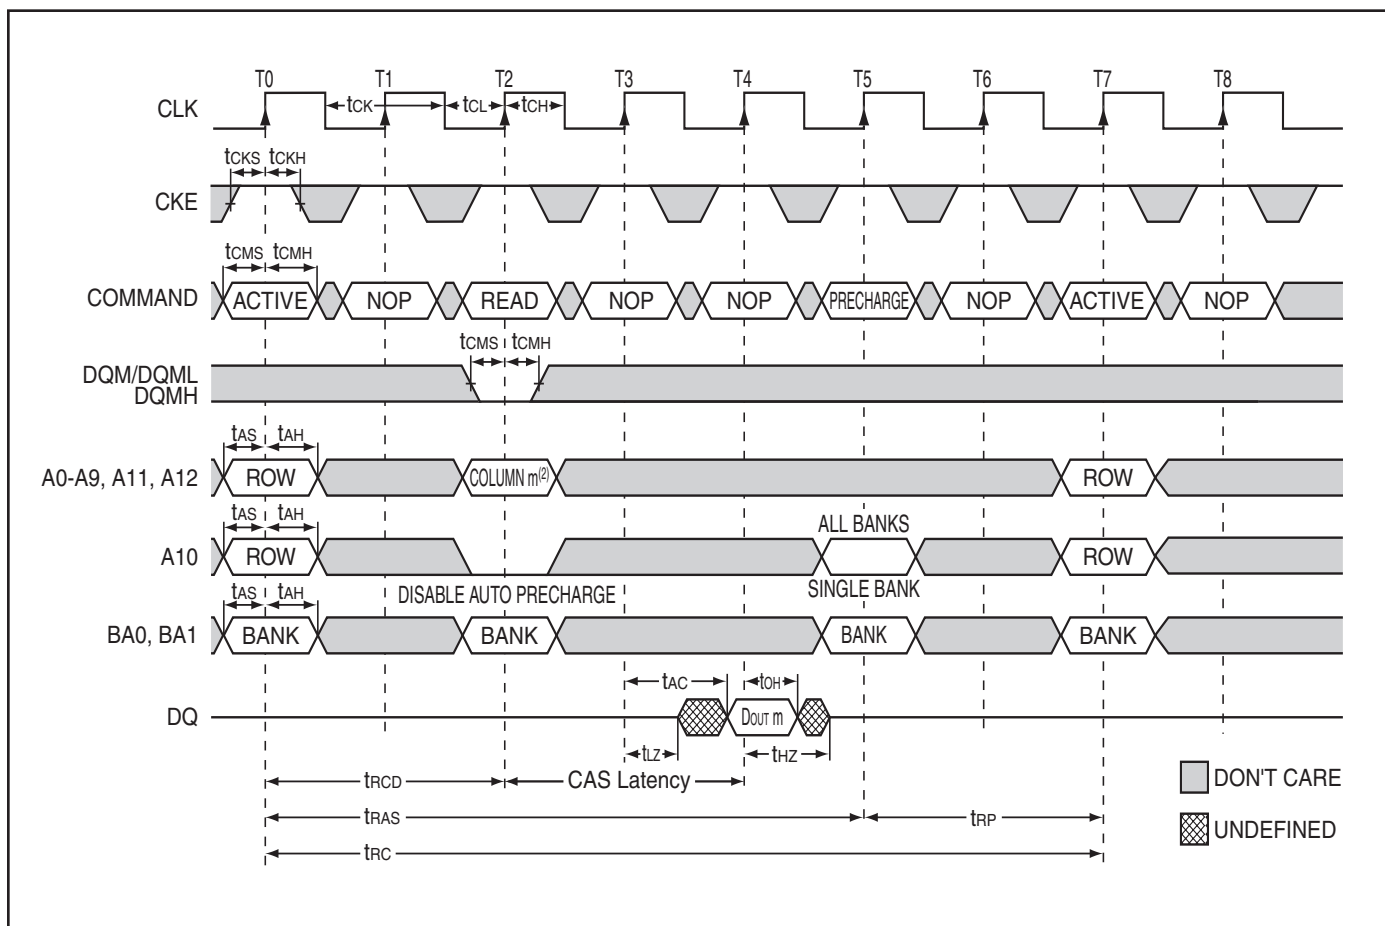 T0 T1 T2 T3 T4 T5 T6 T7 T8
CLK tCK tCL tCH
tCKS tCKH
CKE
tCMS tCMH
COMMAND ACTIVE NOP READ NOP NOP PRECHARGE NOP ACTIVE NOP
tCMS tCMH
DQM/DQML
DQMH
tAS tAH
A0-A9, A11, A12 ROW COLUMN m(2) ROW
tAS tAH ALL BANKS
A10 ROW ROW
DISABLE AUTO PRECHARGE SINGLE BANK
tAS tAH
BA0, BA1 BANK BANK BANK BANK
tAC tOH
DQ DOUT m
tLZ tHZ
tRCD CAS Latency
DON'T CARE
tRAS tRP
UNDEFINED
tRC